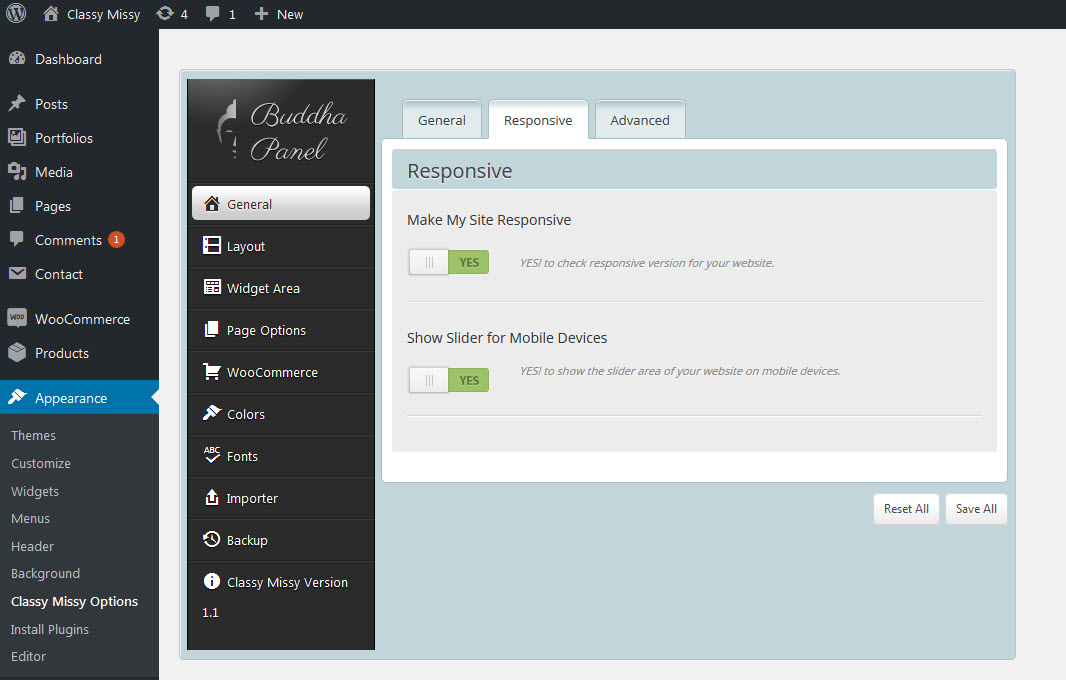 Classy Missy 4 1 New
Dashboard
Posts
Portfolios
Media
Pages
Comments 1
Contact
WooCommerce
Products
Appearance
Themes
Customize
Widgets
Menus
Header
Background
Classy Missy Options
Install Plugins
Editor
Buddha
Panel
General
Layout
Widget Area
Page Options
WooCommerce
Colors
ABC Fonts
Importer
Backup
Classy Missy Version
1.1
General Responsive Advanced
Responsive
Make My Site Responsive
YES YES! to check responsive version for your website.
Show Slider for Mobile Devices
YES YES! to show the slider area of your website on mobile devices.
Reset All Save All